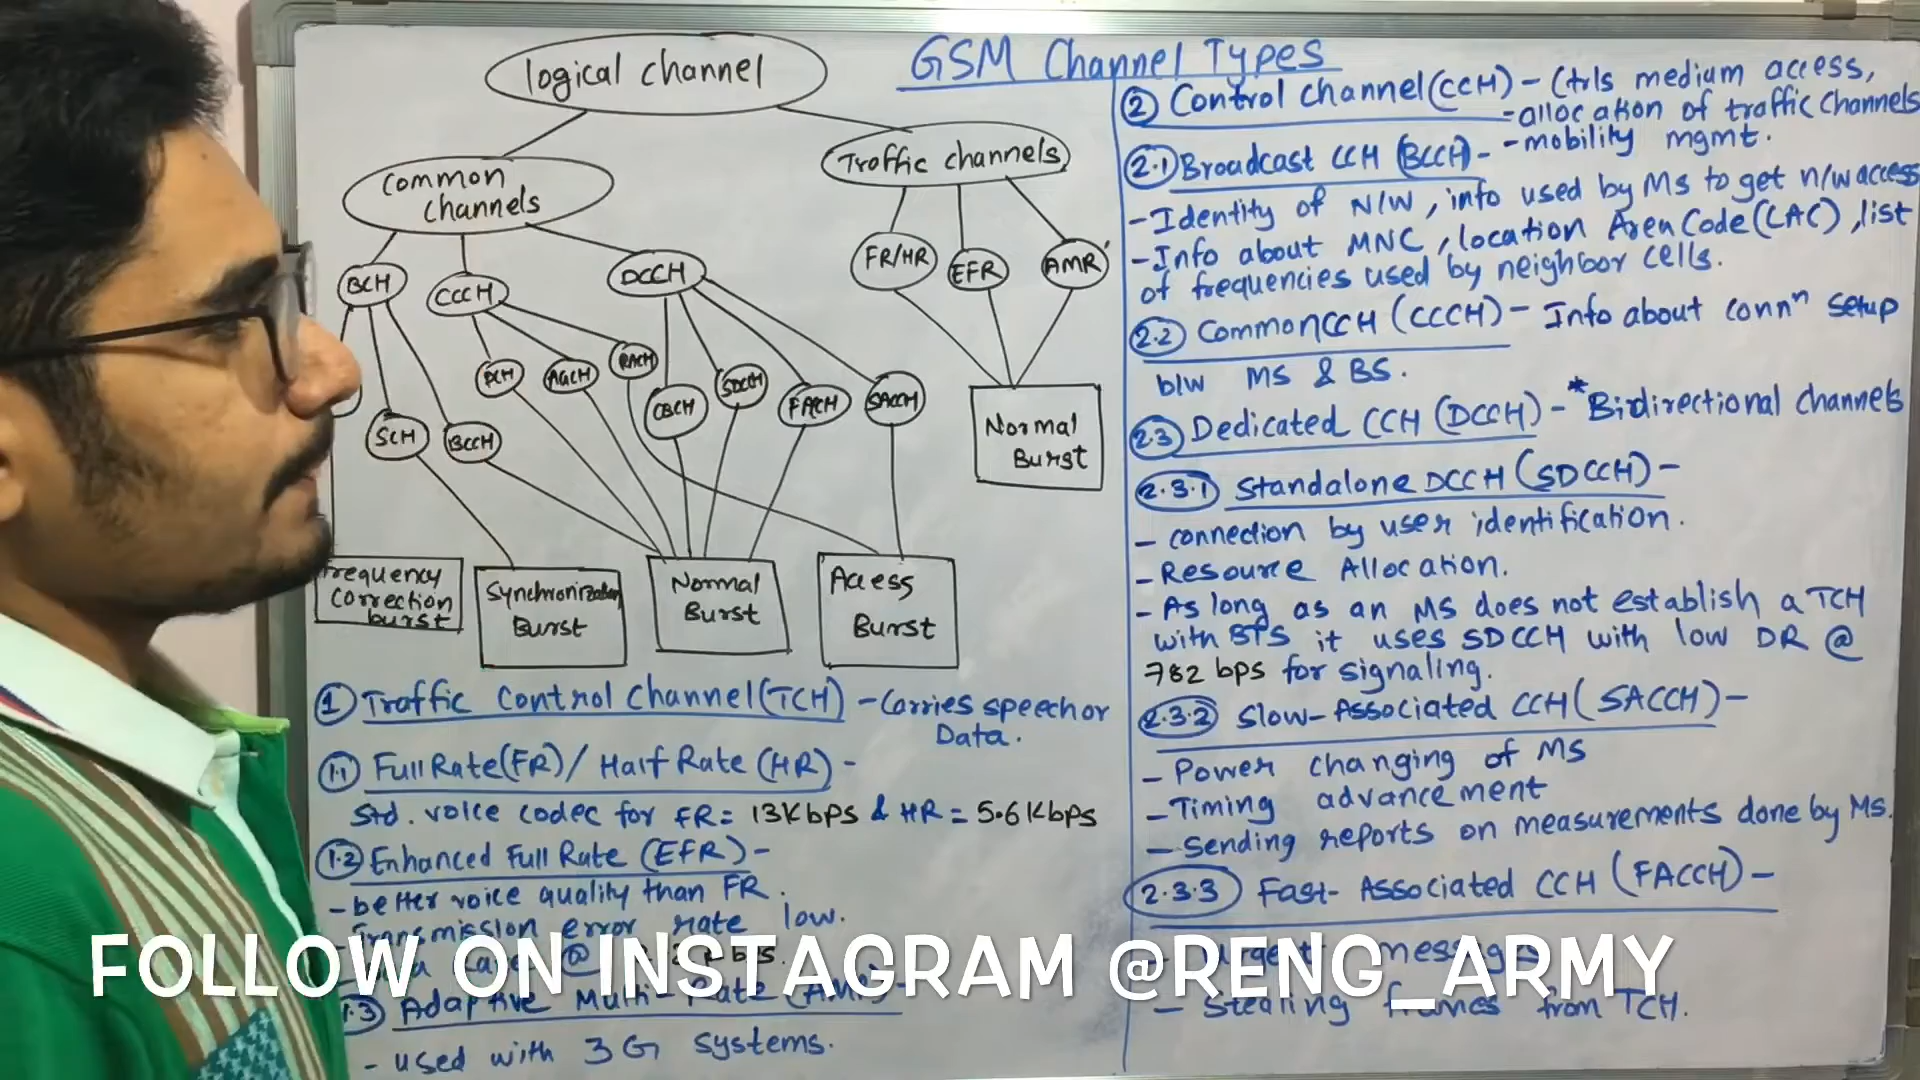 GSM Channel Types
logical channel
Common
channels
Traffic channels
BCH
CCCH
DCCH
FR/HR
EFR
AMR
PCH
AGCH
RACH
CBCH
SDCCH
FACH
SACCH
SCH
BCCH
Normal
Burst
Frequency
Correction
burst
Synchronization
Burst
Normal
Burst
Access
Burst
① Traffic Control Channel (TCH) - Carries speech or
Data.
1.1 Full Rate (FR) / Half Rate (HR) -
Std. voice codec for FR = 13Kbps & HR = 5.6Kbps
1.2 Enhanced Full Rate (EFR) -
- better voice quality than FR.
- Transmission error rate low.
1.3 Adaptive Multi-Rate (AMR) -
- used with 3G systems.
② Control channel (CCH) - Ctrls medium access,
- allocation of traffic channels
- mobility mgmt.
2.1 Broadcast CCH (BCCH) -
- Identity of N/W, info used by MS to get n/w access
- Info about MNC, location Area Code (LAC), list
of frequencies used by neighbor cells.
2.2 Common CCH (CCCH) - Info about connⁿ setup
b/w MS & BS.
2.3 Dedicated CCH (DCCH) - *Birdirectional channels
2.3.1 Standalone DCCH (SDCCH) -
- connection by user identification.
- Resource Allocation.
- As long as an MS does not establish a TCH
with BTS it uses SDCCH with low DR @
782 bps for signaling.
2.3.2 Slow-Associated CCH (SACCH) -
- Power changing of MS
- Timing advancement
- Sending reports on measurements done by MS.
2.3.3 Fast-Associated CCH (FACCH) -
- Urgent messages
- Stealing frames from TCH.
FOLLOW ON INSTAGRAM @RENG_ARMY